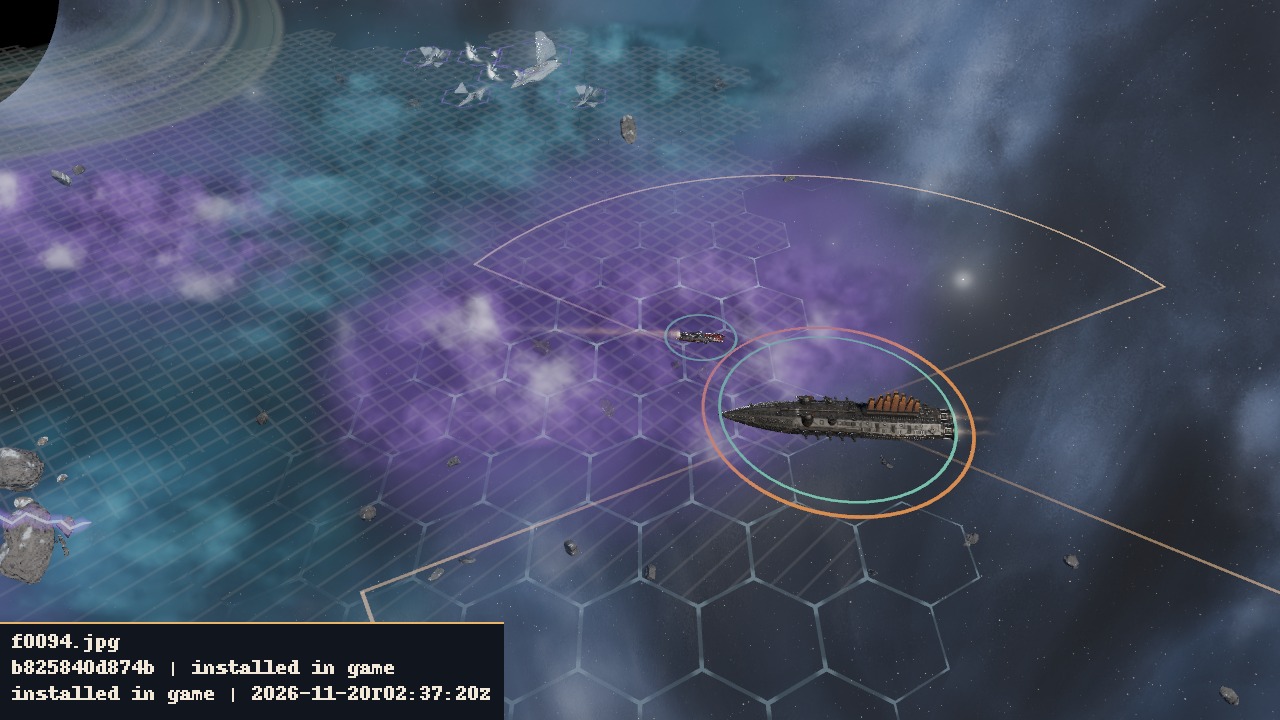 f0094.jpg
b825840d874b | installed in game
installed in game | 2026-11-20T02:37:20Z